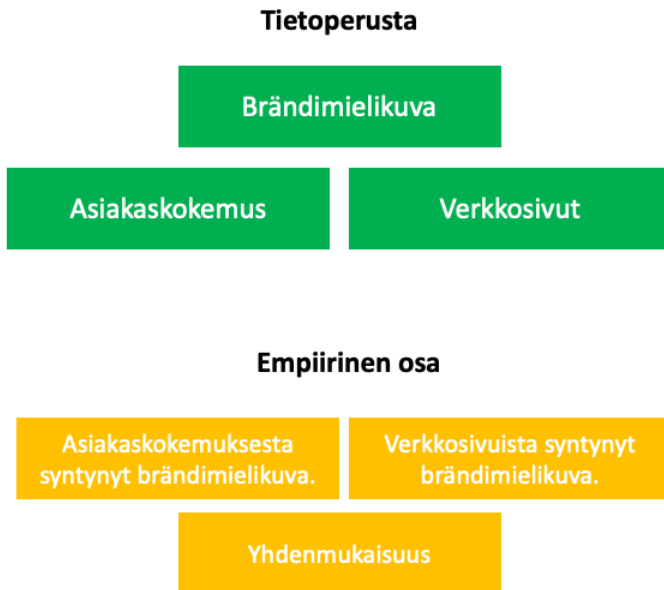 Tietoperusta
Brändimielikuva
Asiakaskokemus
Verkkosivut
Empiirinen osa
Asiakaskokemuksesta
syntynyt brändimielikuva.
Verkkosivuista syntynyt
brändimielikuva.
Yhdenmukaisuus